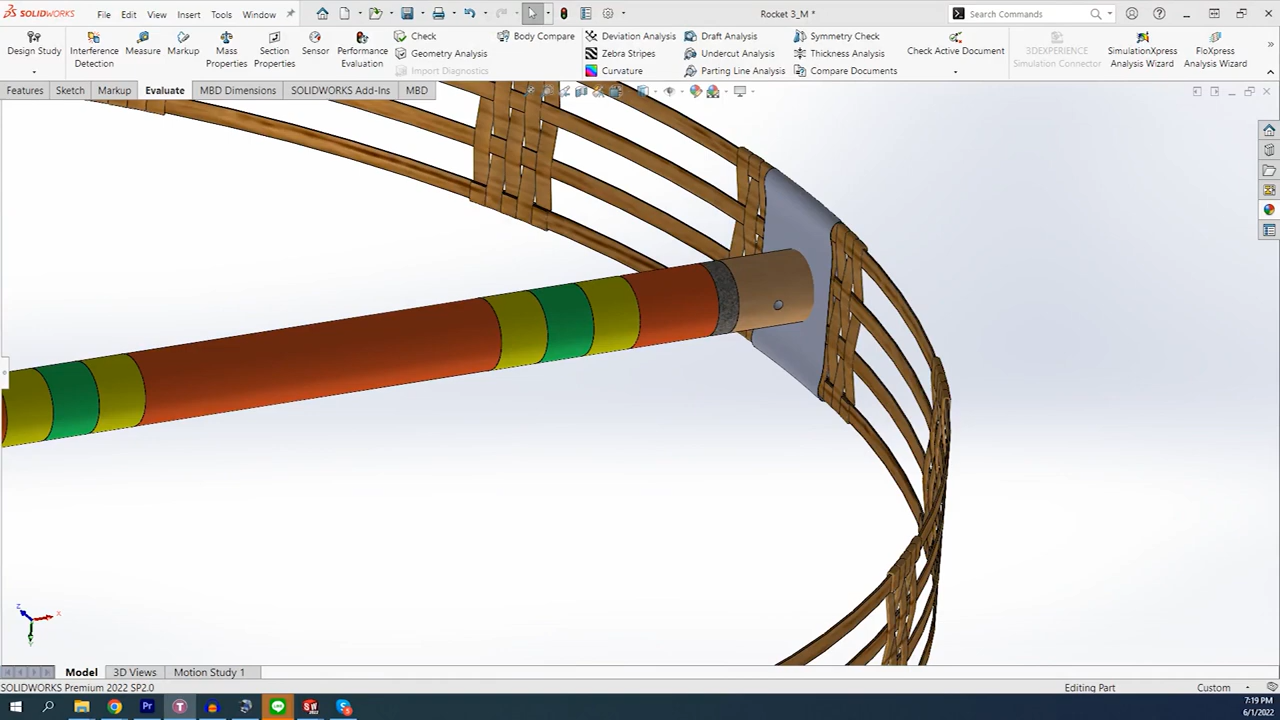 SOLIDWORKS File Edit View Insert Tools Window Rocket 3_M * Search Commands
Design Study Interference Detection Measure Markup Mass Properties Section Properties Sensor Performance Evaluation Check Body Compare Deviation Analysis Draft Analysis Symmetry Check Check Active Document 3DEXPERIENCE Simulation Connector SimulationXpress Analysis Wizard FloXpress Analysis Wizard
Geometry Analysis Zebra Stripes Undercut Analysis Thickness Analysis
Import Diagnostics Curvature Parting Line Analysis Compare Documents
Features Sketch Markup Evaluate MBD Dimensions SOLIDWORKS Add-Ins MBD
Z X
Y
Model 3D Views Motion Study 1
SOLIDWORKS Premium 2022 SP2.0 Editing Part Custom
7:19 PM
6/1/2022